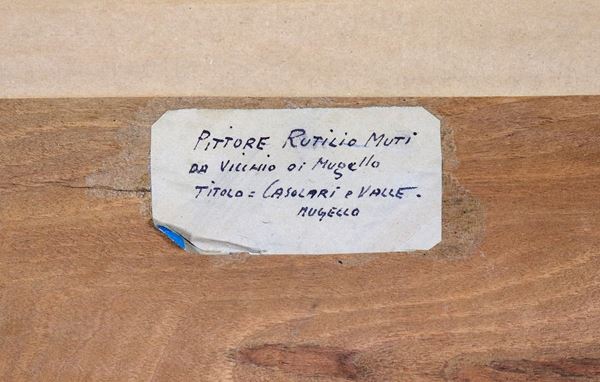 PITTORE RUTILIO MUTI
DA VICCHIO DI MUGELLO
TITOLO = CASOLARI e VALLE -
MUGELLO